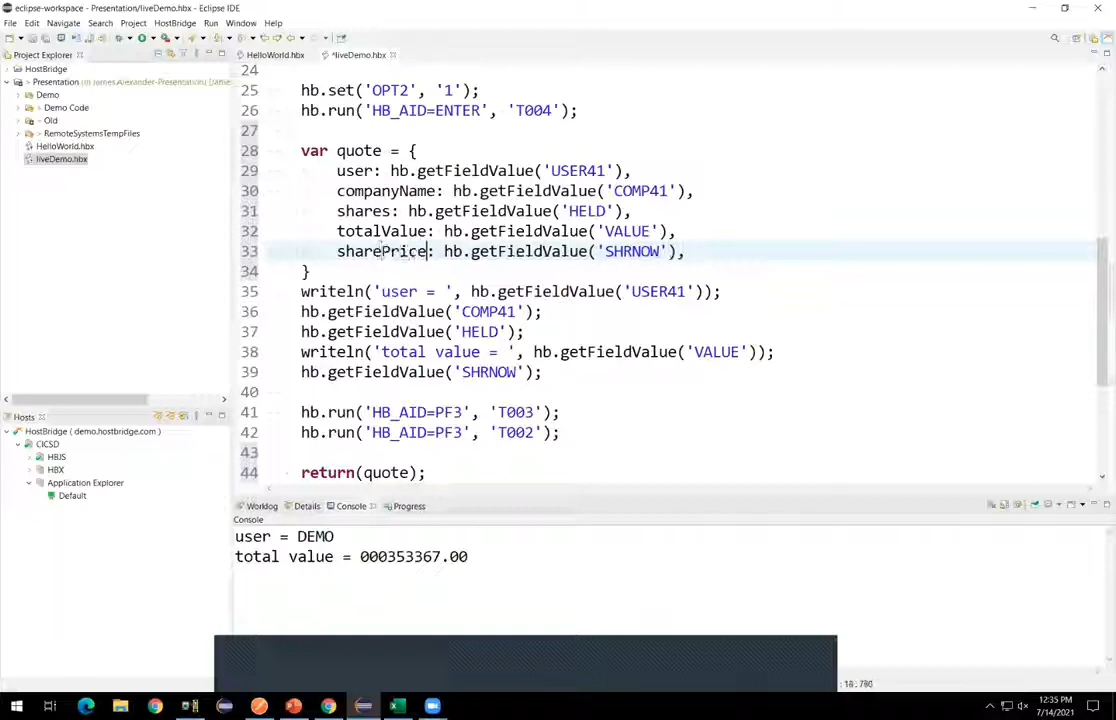 eclipse-workspace - Presentation/liveDemo.hbx - Eclipse IDE
File Edit Navigate Search Project HostBridge Run Window Help
Project Explorer
HelloWorld.hbx
*liveDemo.hbx
HostBridge
Presentation
Demo
Demo Code
Old
RemoteSystemsTempFiles
HelloWorld.hbx
liveDemo.hbx
24
25 hb.set('OPT2', '1');
26 hb.run('HB_AID=ENTER', 'T004');
27
28 var quote = {
29 user: hb.getFieldValue('USER41'),
30 companyName: hb.getFieldValue('COMP41'),
31 shares: hb.getFieldValue('HELD'),
32 totalValue: hb.getFieldValue('VALUE'),
33 sharePrice: hb.getFieldValue('SHRNOW'),
34 }
35 writeln('user = ', hb.getFieldValue('USER41'));
36 hb.getFieldValue('COMP41');
37 hb.getFieldValue('HELD');
38 writeln('total value = ', hb.getFieldValue('VALUE'));
39 hb.getFieldValue('SHRNOW');
40
41 hb.run('HB_AID=PF3', 'T003');
42 hb.run('HB_AID=PF3', 'T002');
43
44 return(quote);
Hosts
HostBridge ( demo.hostbridge.com )
CICSD
HBJS
HBX
Application Explorer
Default
Worklog Details Console Progress
Console
user = DEMO
total value = 000353367.00
12:35 PM
7/14/2021